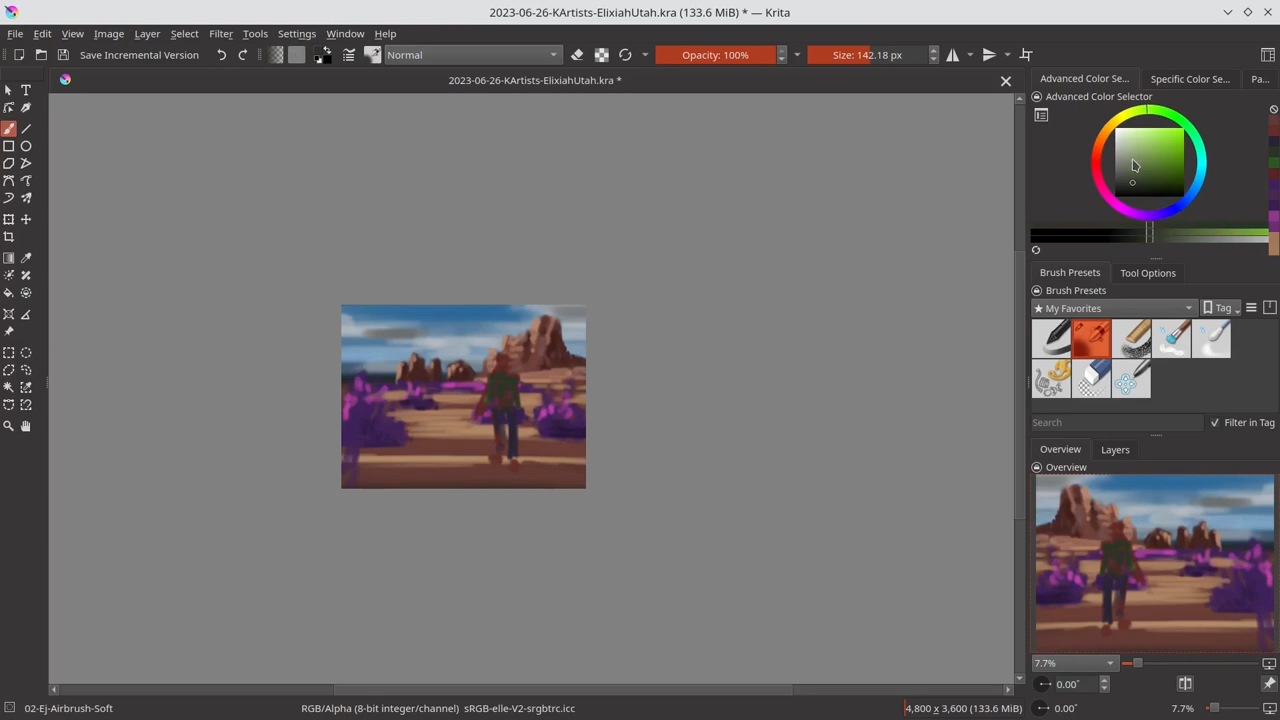 2023-06-26-KArtists-ElixiahUtah.kra (133.6 MiB) * — Krita
File Edit View Image Layer Select Filter Tools Settings Window Help
Save Incremental Version Normal Opacity: 100% Size: 142.18 px
2023-06-26-KArtists-ElixiahUtah.kra *
Advanced Color Se... Specific Color Se... Pa...
Advanced Color Selector
Brush Presets Tool Options
Brush Presets
★ My Favorites Tag
Search Filter in Tag
Overview Layers
Overview
7.7%
0.00°
02-Ej-Airbrush-Soft RGB/Alpha (8-bit integer/channel) sRGB-elle-V2-srgbtrc.icc 4,800 x 3,600 (133.6 MiB) 0.00° 7.7%